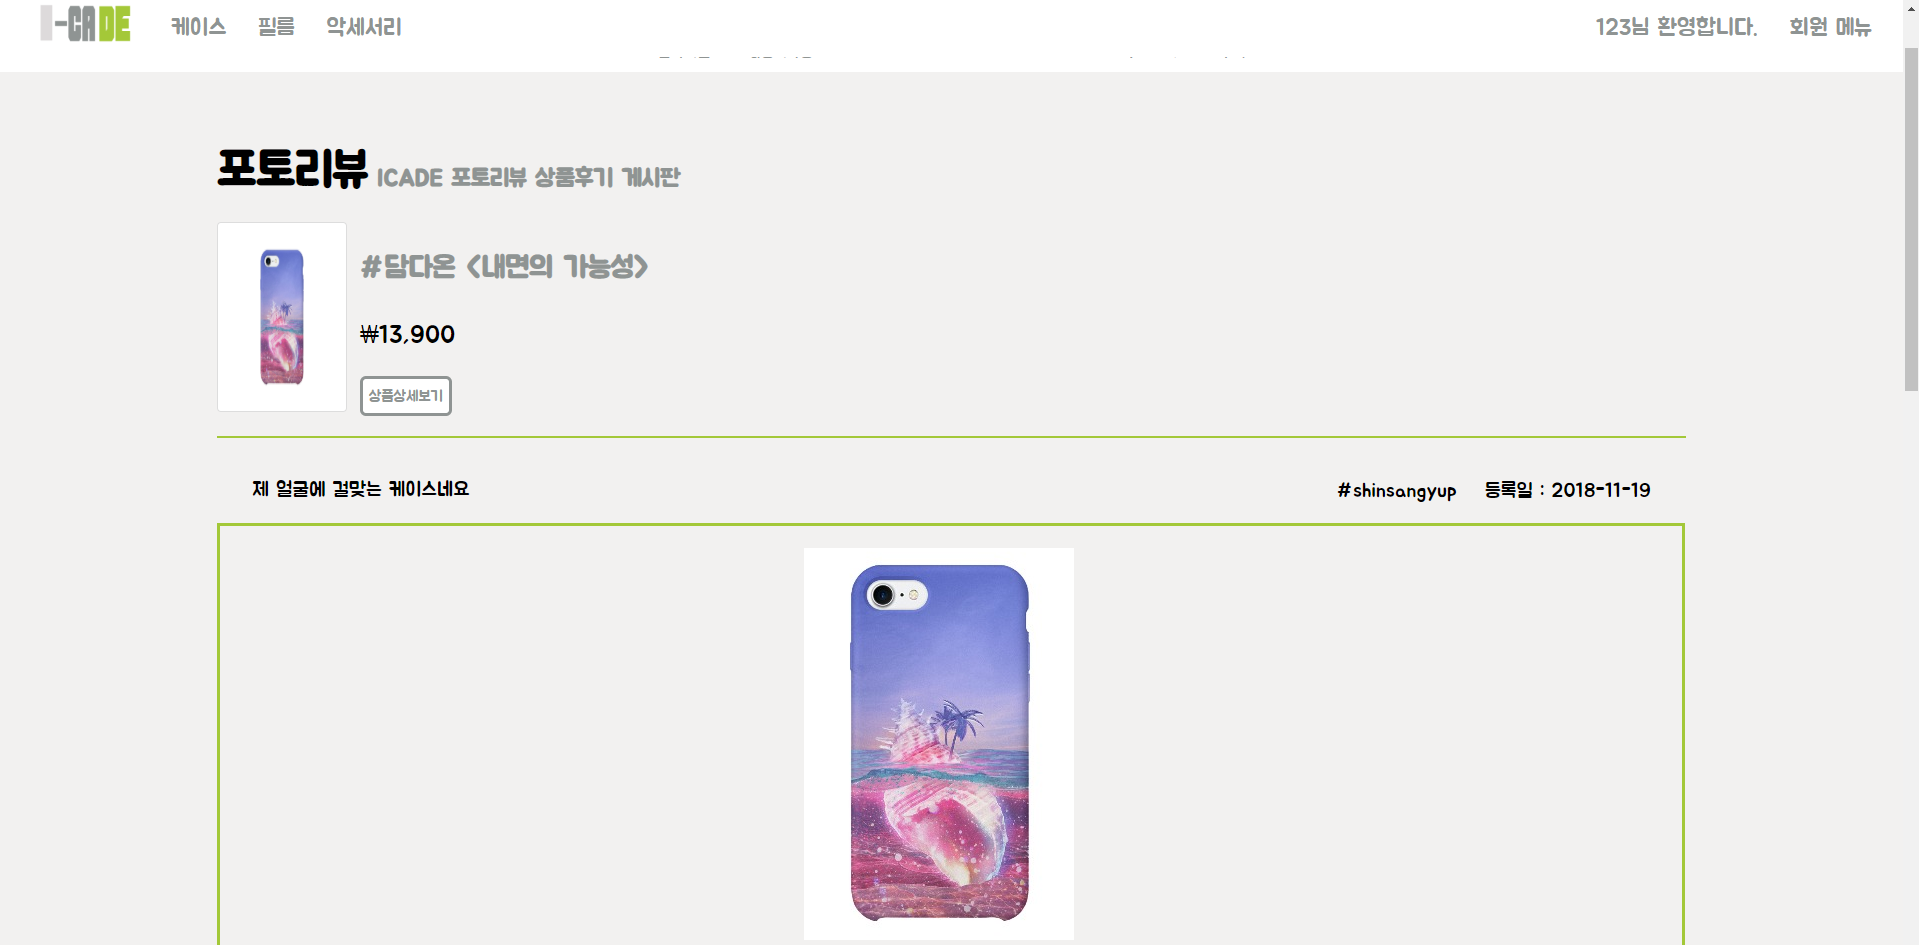 I-CADE 케이스 필름 악세서리 123님 환영합니다. 회원 메뉴
포토리뷰 ICADE 포토리뷰 상품후기 게시판
#담다온 <내면의 가능성>
₩13,900
상품상세보기
제 얼굴에 걸맞는 케이스네요 #shinsangyup 등록일 : 2018-11-19